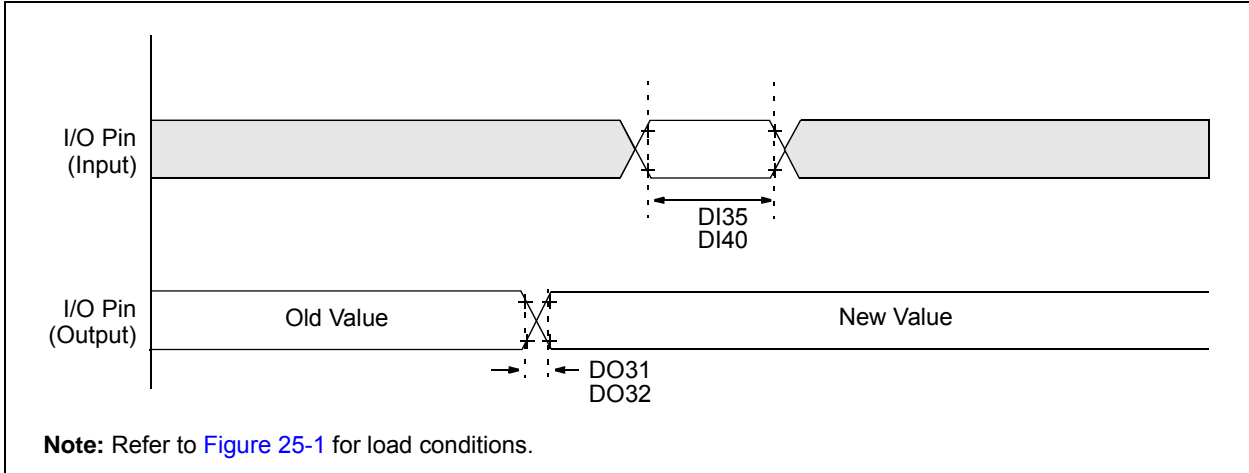 I/O Pin
(Input)
DI35
DI40
I/O Pin
(Output)
Old Value
New Value
DO31
DO32
Note: Refer to Figure 25-1 for load conditions.